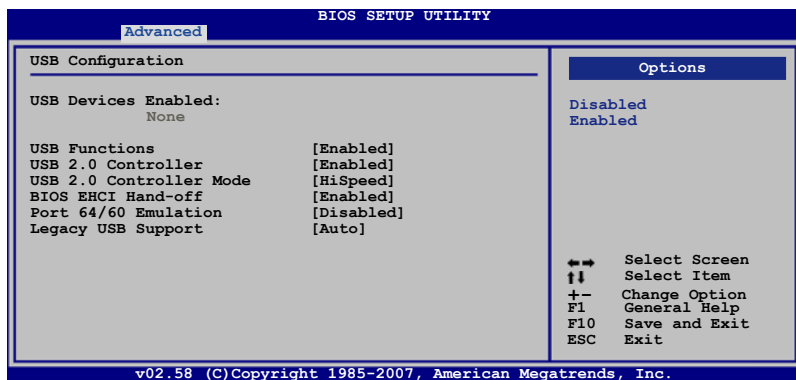 BIOS SETUP UTILITY
Advanced
USB Configuration
USB Devices Enabled:
None
USB Functions [Enabled]
USB 2.0 Controller [Enabled]
USB 2.0 Controller Mode [HiSpeed]
BIOS EHCI Hand-off [Enabled]
Port 64/60 Emulation [Disabled]
Legacy USB Support [Auto]
Options
Disabled
Enabled
←→ Select Screen
↑↓ Select Item
+- Change Option
F1 General Help
F10 Save and Exit
ESC Exit
v02.58 (C)Copyright 1985-2007, American Megatrends, Inc.